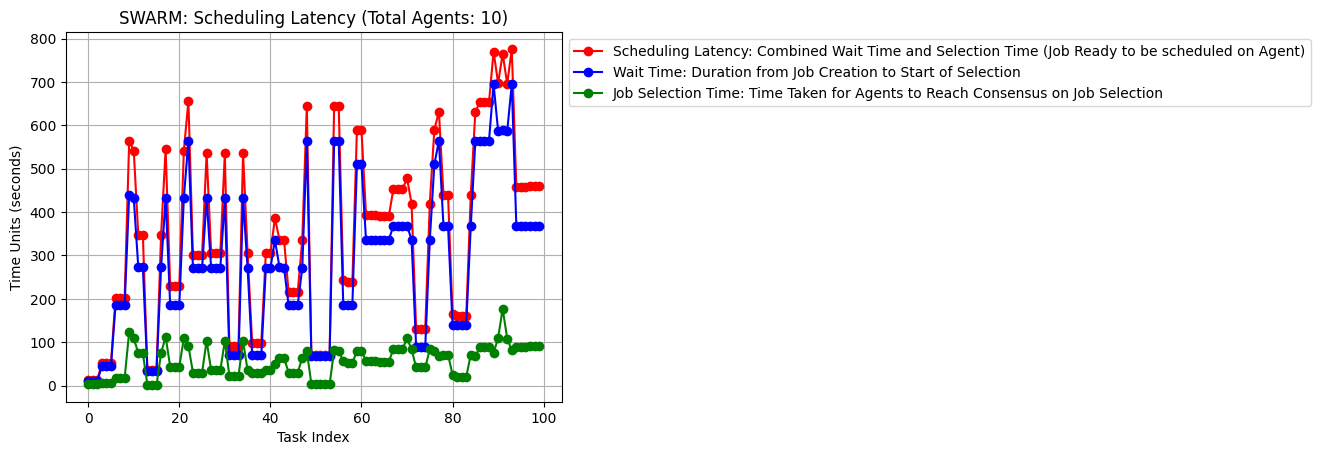 SWARM: Scheduling Latency (Total Agents: 10)
Scheduling Latency: Combined Wait Time and Selection Time (Job Ready to be scheduled on Agent)
Wait Time: Duration from Job Creation to Start of Selection
Job Selection Time: Time Taken for Agents to Reach Consensus on Job Selection
Time Units (seconds)
800
700
600
500
400
300
200
100
0
0 20 40 60 80 100
Task Index